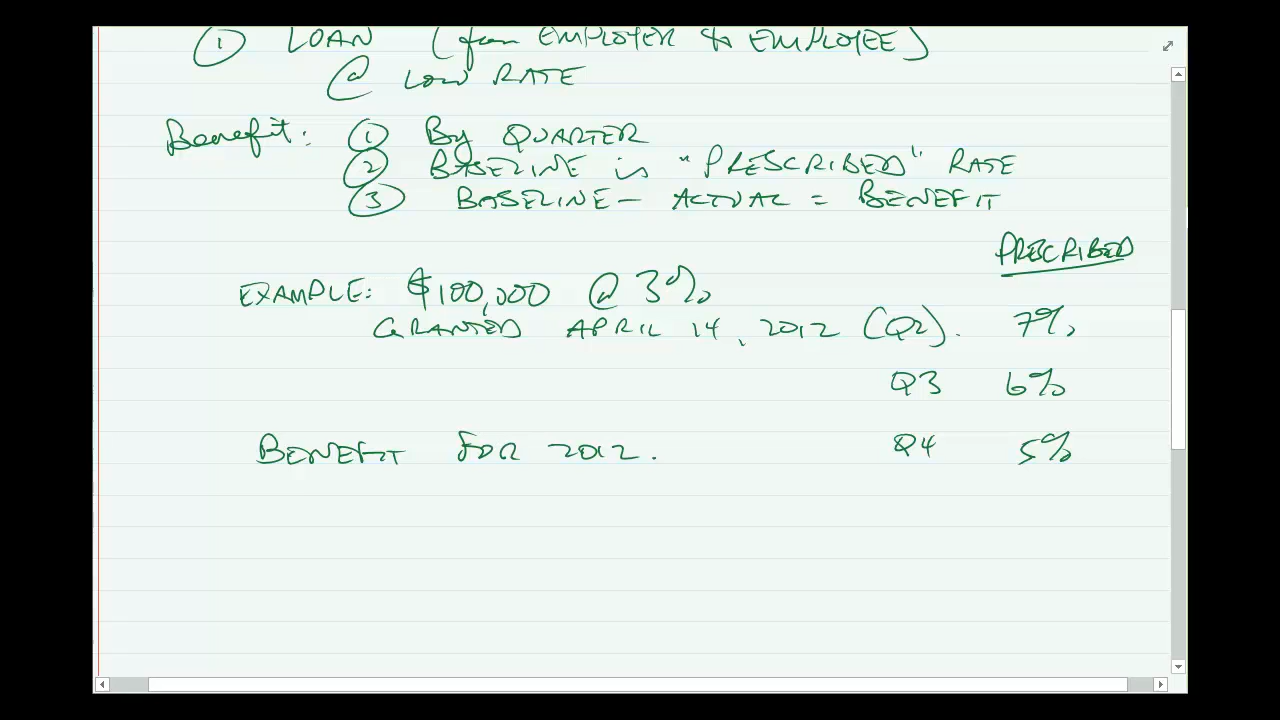 ① LOAN (from EMPLOYER to EMPLOYEE)
@ LOW RATE
Benefit: ① By QUARTER
② BASELINE is "PRESCRIBED" RATE
③ BASELINE - ACTUAL = BENEFIT
PRESCRIBED
EXAMPLE: $100,000 @ 3%
GRANTED APRIL 14, 2012 (Q2). 7%
Q3 6%
BENEFIT FOR 2012. Q4 5%